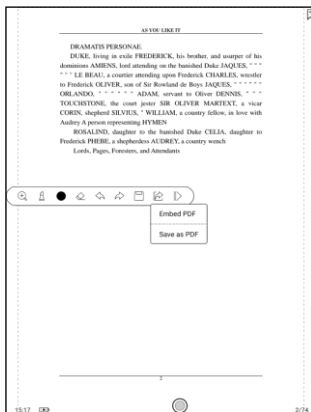 AS YOU LIKE IT
DRAMATIS PERSONAE.
DUKE, living in exile FREDERICK, his brother, and usurper of his
dominions AMIENS, lord attending on the banished Duke JAQUES, " " "
" " " LE BEAU, a courtier attending upon Frederick CHARLES, wrestler
to Frederick OLIVER, son of Sir Rowland de Boys JAQUES, " " " " " "
ORLANDO, " " " " " " ADAM, servant to Oliver DENNIS, " " "
TOUCHSTONE, the court jester SIR OLIVER MARTEXT, a vicar
CORIN, shepherd SILVIUS, " WILLIAM, a country fellow, in love with
Audrey A person representing HYMEN
ROSALIND, daughter to the banished Duke CELIA, daughter to
Frederick PHEBE, a shepherdess AUDREY, a country wench
Lords, Pages, Foresters, and Attendants
Embed PDF
Save as PDF
2
15:17
2/74